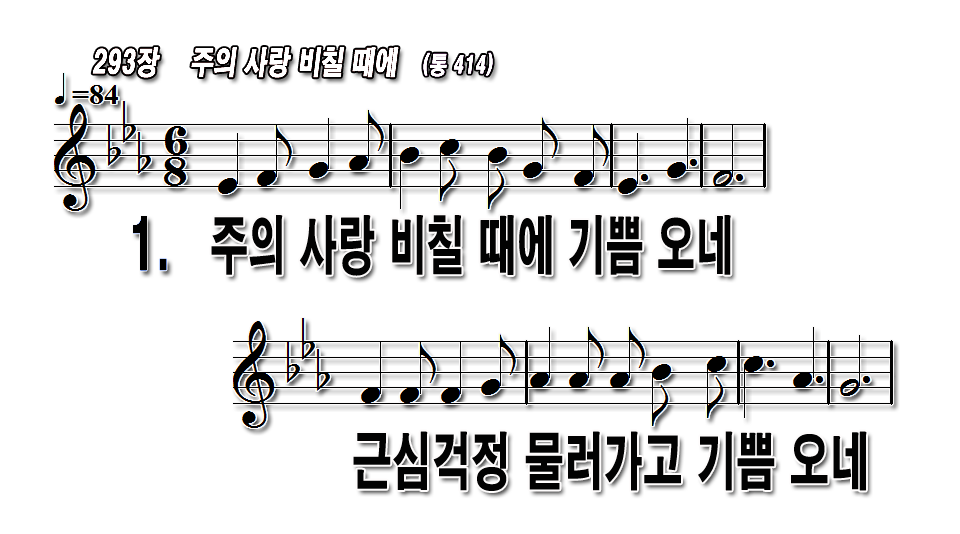 293장 주의 사랑 비칠 때에 (통 414)
♩=84
6
8
1. 주의 사랑 비칠 때에 기쁨 오네
근심걱정 물러가고 기쁨 오네